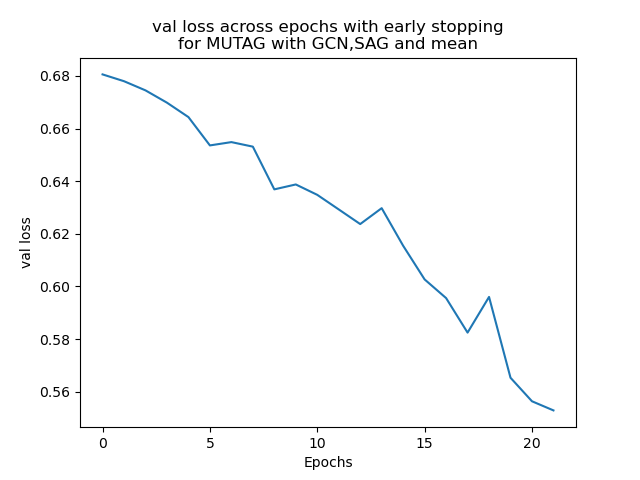 val loss across epochs with early stopping
for MUTAG with GCN,SAG and mean
0.68
0.66
0.64
0.62
0.60
0.58
0.56
val loss
0 5 10 15 20
Epochs